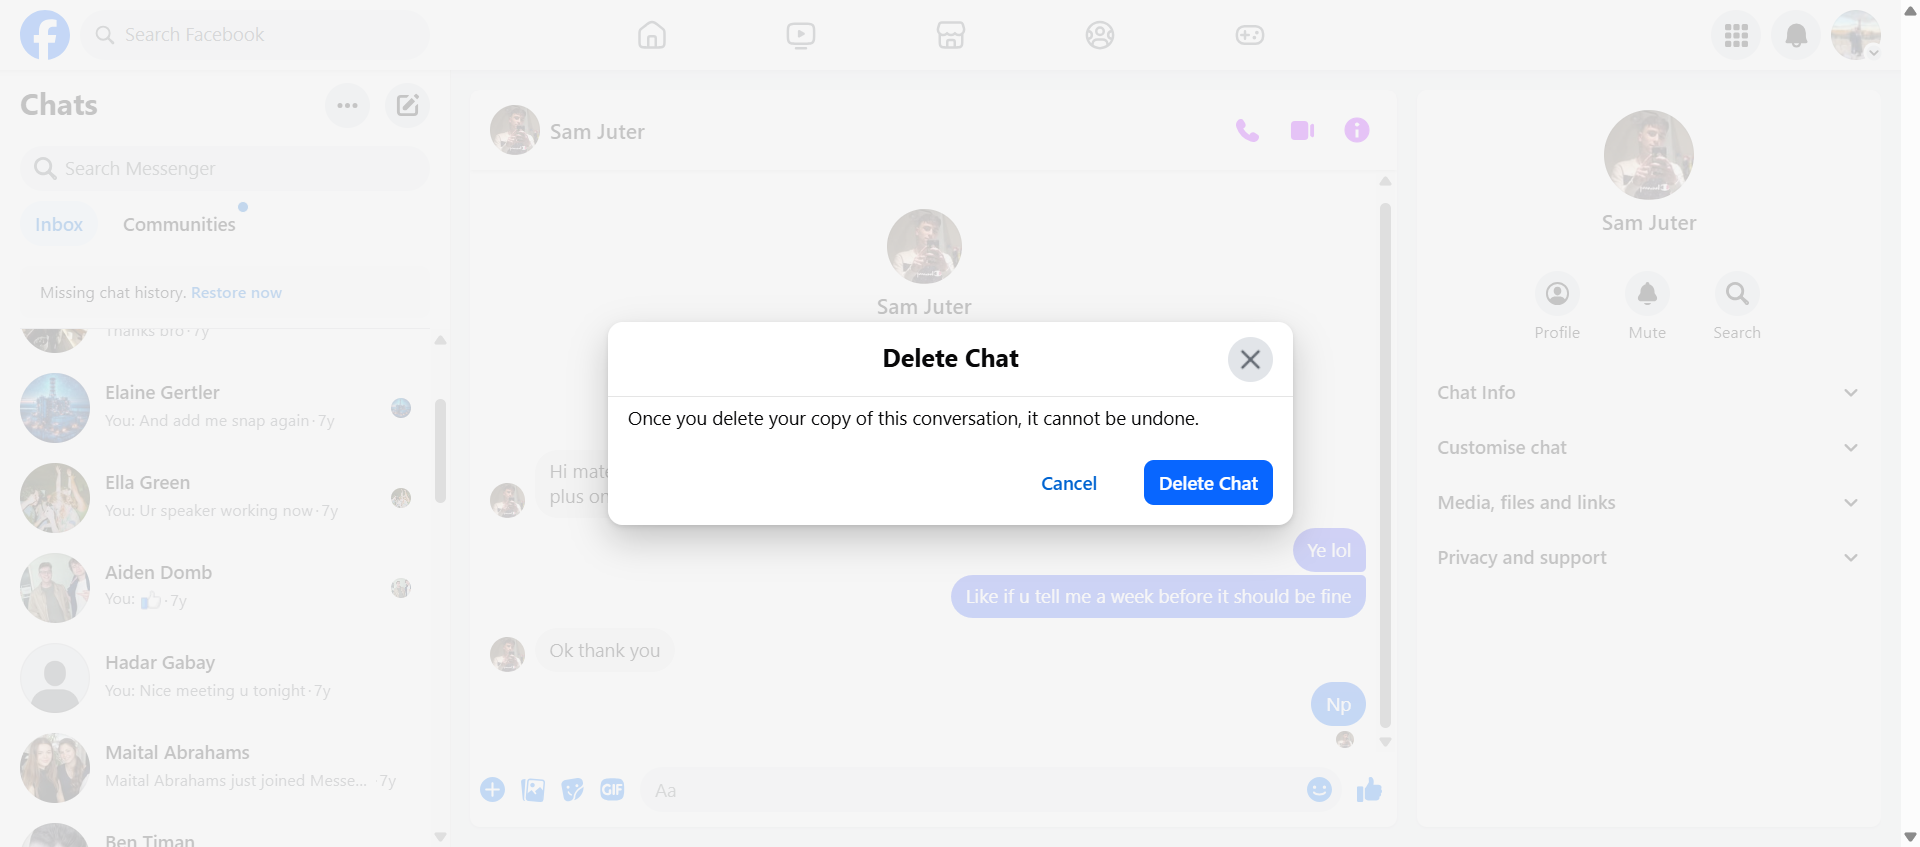 Search Facebook
Chats
Search Messenger
Inbox
Communities
Missing chat history. Restore now
Thanks bro · 7y
Elaine Gertler
You: And add me snap again · 7y
Ella Green
You: Ur speaker working now · 7y
Aiden Domb
You: 👍 · 7y
Hadar Gabay
You: Nice meeting u tonight · 7y
Maital Abrahams
Maital Abrahams just joined Messe... · 7y
Ben Timan
Sam Juter
Sam Juter
Delete Chat
Once you delete your copy of this conversation, it cannot be undone.
Cancel
Delete Chat
Hi mate
plus on
Ye lol
Like if u tell me a week before it should be fine
Ok thank you
Np
GIF
Aa
Sam Juter
Profile
Mute
Search
Chat Info
Customise chat
Media, files and links
Privacy and support